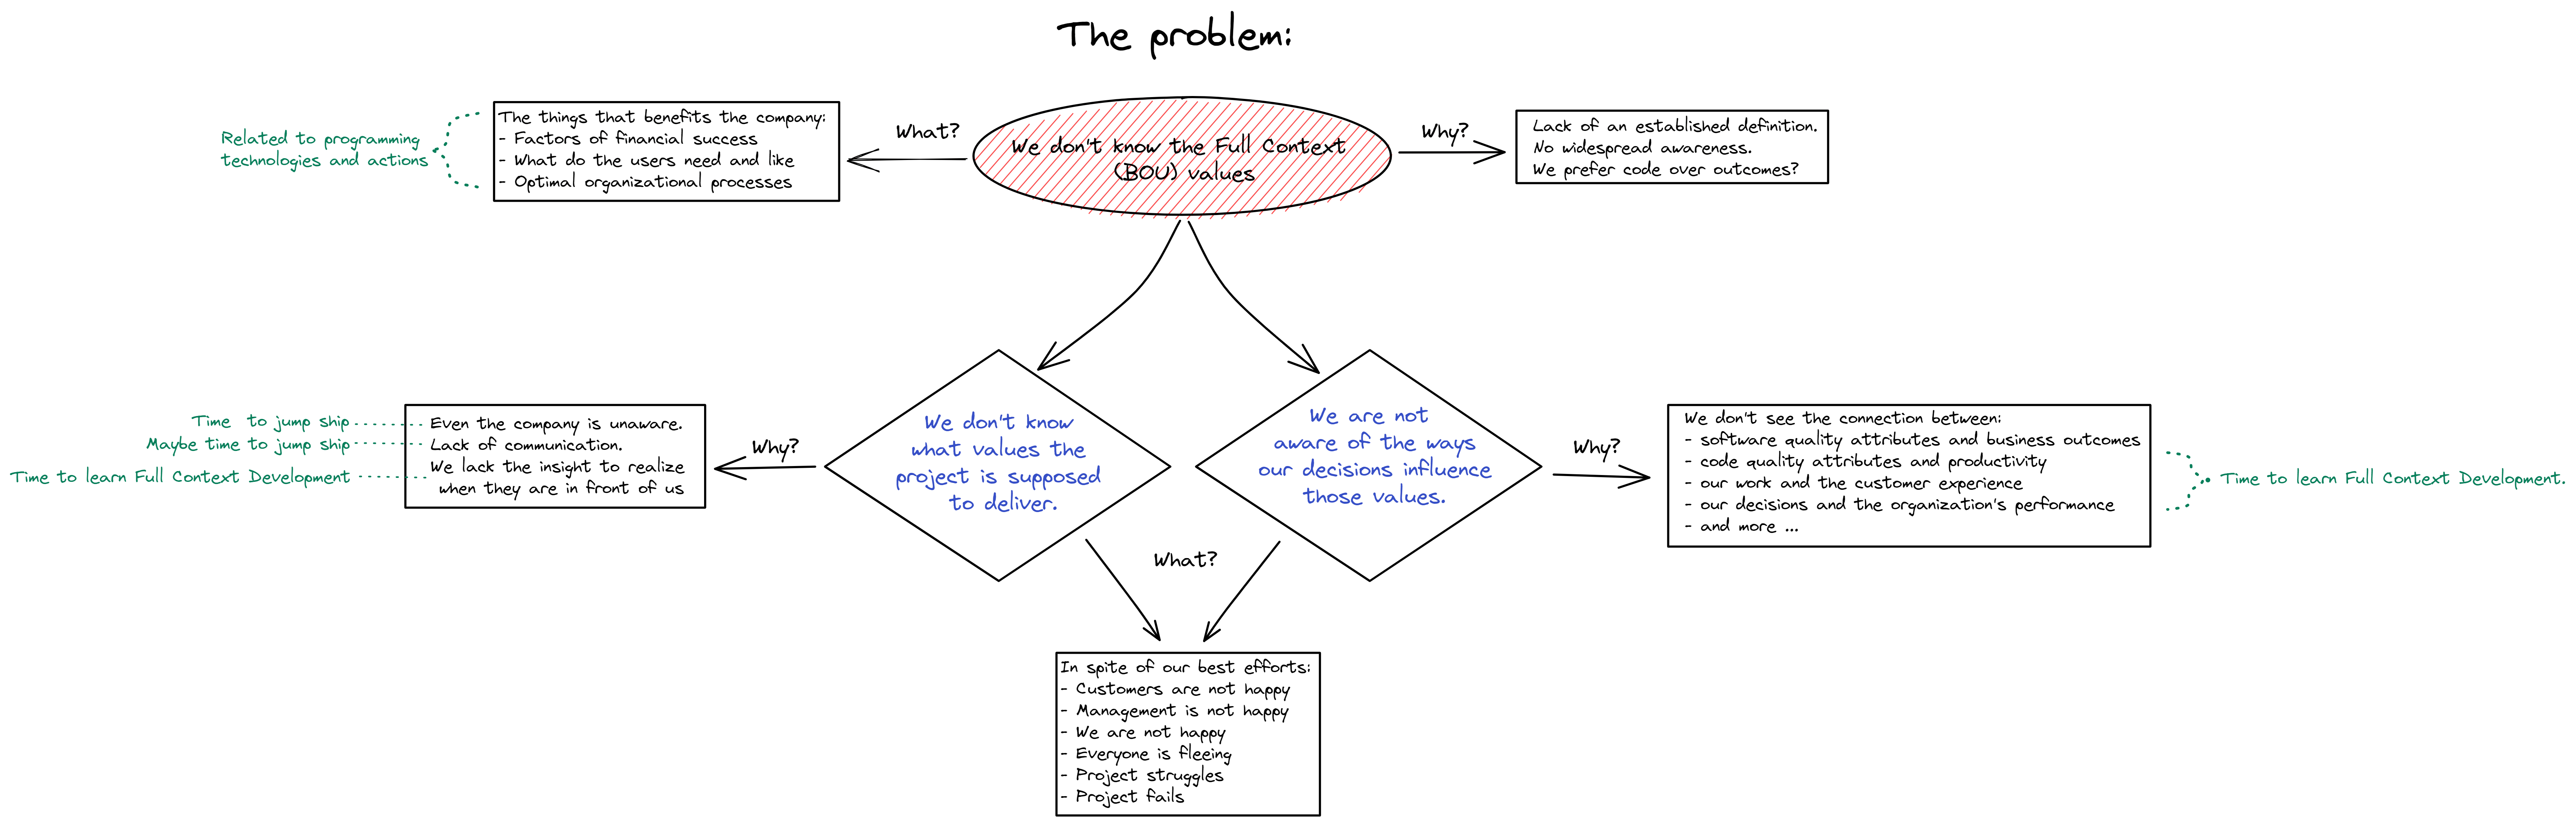 The problem:
Related to programming
technologies and actions
The things that benefits the company:
- Factors of financial success
- What do the users need and like
- Optimal organizational processes
What?
We don't know the Full Context
(BOU) values
Why?
Lack of an established definition.
No widespread awareness.
We prefer code over outcomes?
Time to jump ship
Maybe time to jump ship
Time to learn Full Context Development
Even the company is unaware.
Lack of communication.
We lack the insight to realize
when they are in front of us
Why?
We don't know
what values the
project is supposed
to deliver.
We are not
aware of the ways
our decisions influence
those values.
Why?
We don't see the connection between:
- software quality attributes and business outcomes
- code quality attributes and productivity
- our work and the customer experience
- our decisions and the organization's performance
- and more ...
Time to learn Full Context Development.
What?
In spite of our best efforts:
- Customers are not happy
- Management is not happy
- We are not happy
- Everyone is fleeing
- Project struggles
- Project fails